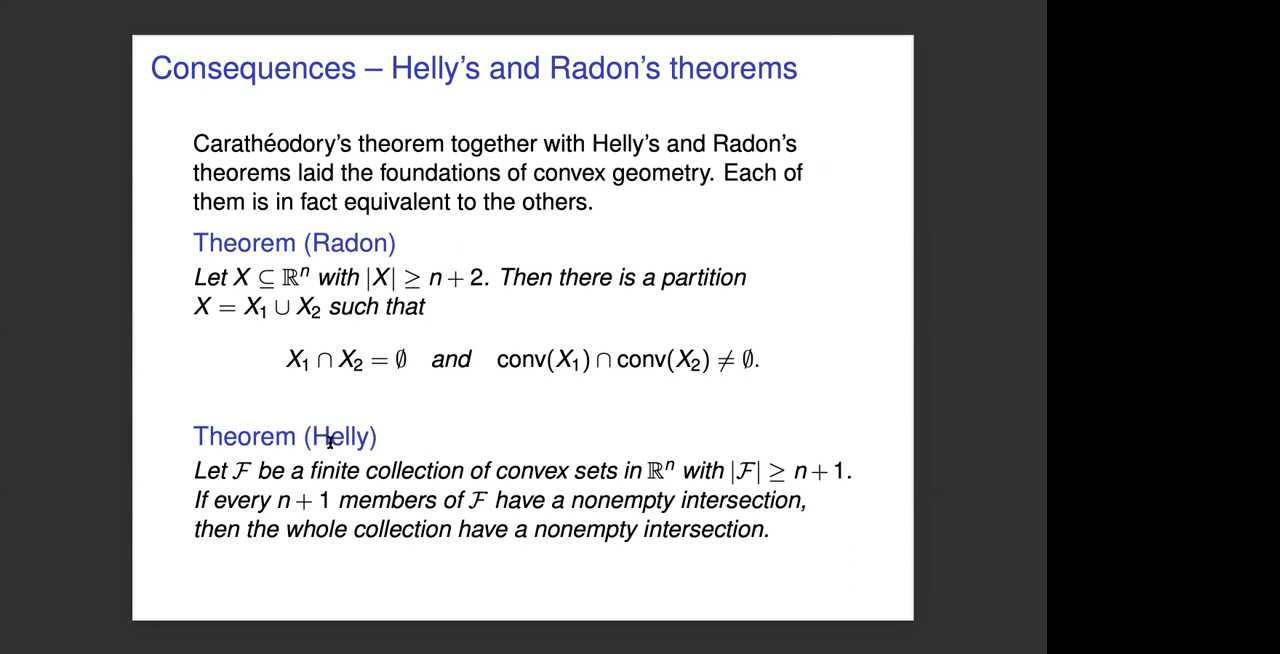 Consequences – Helly's and Radon's theorems
Carathéodory's theorem together with Helly's and Radon's
theorems laid the foundations of convex geometry. Each of
them is in fact equivalent to the others.
Theorem (Radon)
Let X ⊆ ℝⁿ with |X| ≥ n + 2. Then there is a partition
X = X₁ ∪ X₂ such that
X₁ ∩ X₂ = ∅ and conv(X₁) ∩ conv(X₂) ≠ ∅.
Theorem (Helly)
Let ℱ be a finite collection of convex sets in ℝⁿ with |ℱ| ≥ n + 1.
If every n + 1 members of ℱ have a nonempty intersection,
then the whole collection have a nonempty intersection.